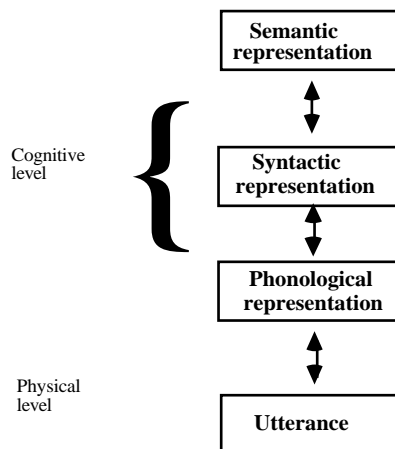 Semantic
representation
Cognitive
level
Syntactic
representation
Phonological
representation
Physical
level
Utterance